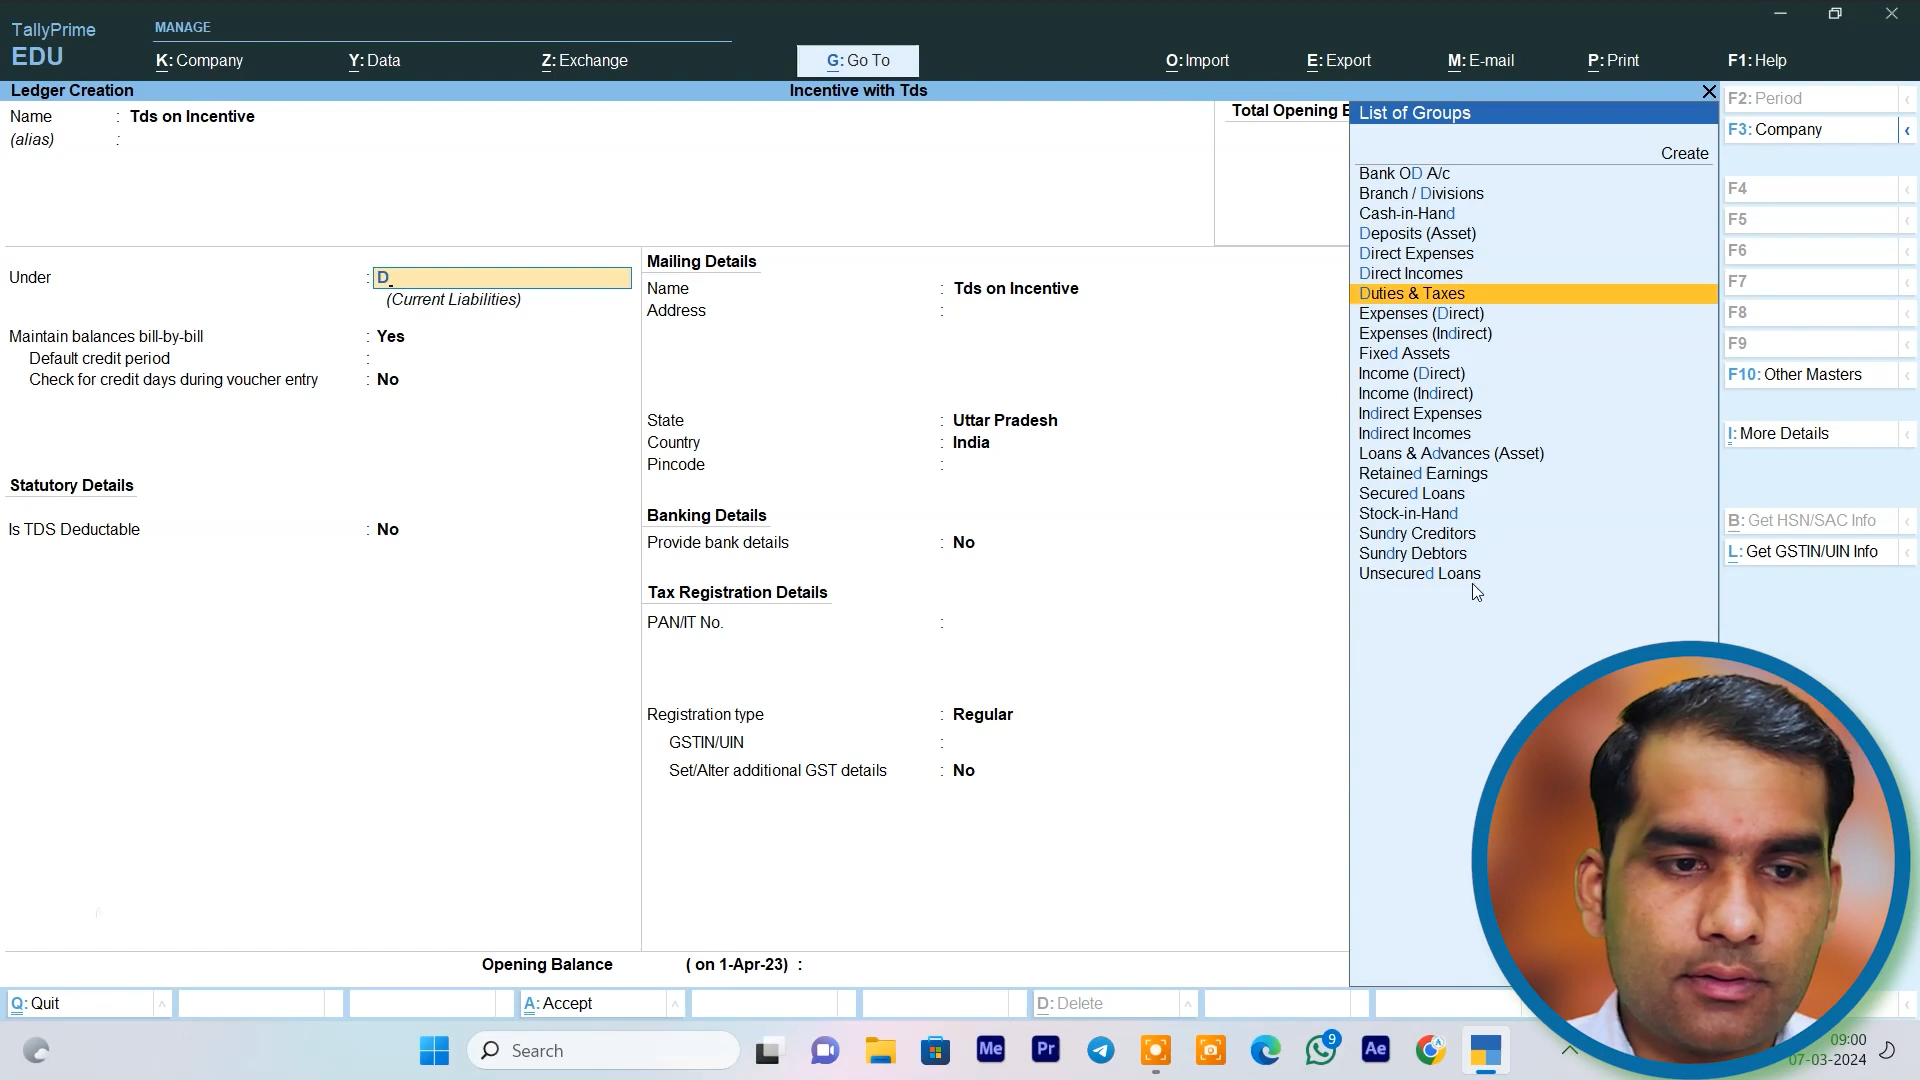 TallyPrime
EDU
MANAGE
K: Company
Y: Data
Z: Exchange
G: Go To
O: Import
E: Export
M: E-mail
P: Print
F1: Help
Ledger Creation
Incentive with Tds
Name : Tds on Incentive
(alias) :
Total Opening B
Under : D
(Current Liabilities)
Maintain balances bill-by-bill : Yes
Default credit period :
Check for credit days during voucher entry : No
Statutory Details
Is TDS Deductable : No
Mailing Details
Name : Tds on Incentive
Address :
State : Uttar Pradesh
Country : India
Pincode :
Banking Details
Provide bank details : No
Tax Registration Details
PAN/IT No. :
Registration type : Regular
GSTIN/UIN :
Set/Alter additional GST details : No
Opening Balance ( on 1-Apr-23) :
List of Groups
Create
Bank OD A/c
Branch / Divisions
Cash-in-Hand
Deposits (Asset)
Direct Expenses
Direct Incomes
Duties & Taxes
Expenses (Direct)
Expenses (Indirect)
Fixed Assets
Income (Direct)
Income (Indirect)
Indirect Expenses
Indirect Incomes
Loans & Advances (Asset)
Retained Earnings
Secured Loans
Stock-in-Hand
Sundry Creditors
Sundry Debtors
Unsecured Loans
F2: Period
F3: Company
F4
F5
F6
F7
F8
F9
F10: Other Masters
I: More Details
B: Get HSN/SAC Info
L: Get GSTIN/UIN Info
Q: Quit
A: Accept
D: Delete
Search
Me
Pr
9
Ae
A
09:00
07-03-2024